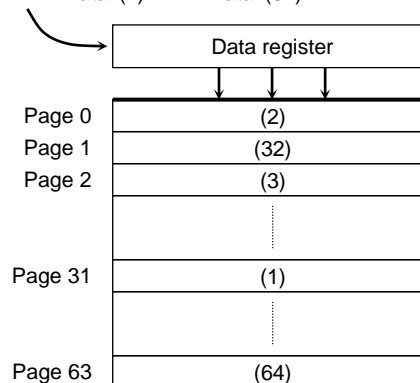 Data register
Page 0 (2)
Page 1 (32)
Page 2 (3)
Page 31 (1)
Page 63 (64)